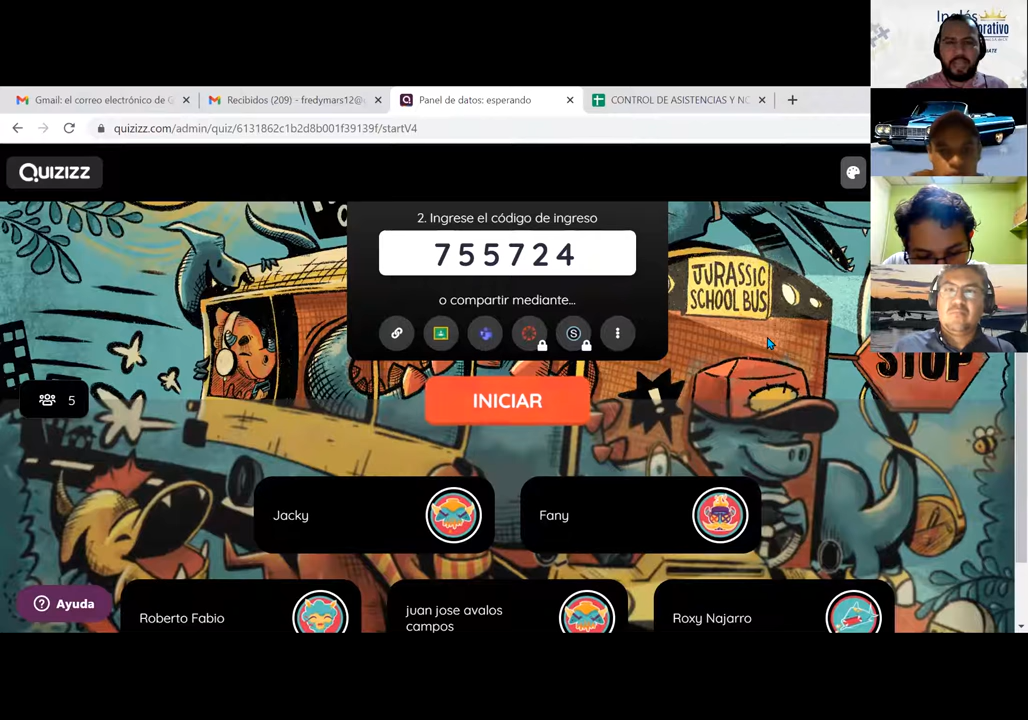 Inglés
orativo
Gmail: el correo electrónico de G
Recibidos (209) - fredymars12@g
Panel de datos: esperando
CONTROL DE ASISTENCIAS Y NO
quizizz.com/admin/quiz/6131862c1b2d8b001f39139f/startV4
QUIZIZZ
2. Ingrese el código de ingreso
755724
JURASSIC
SCHOOL BUS
o compartir mediante...
S
STOP
5
INICIAR
Jacky
Fany
Ayuda
Roberto Fabio
juan jose avalos
campos
Roxy Najarro